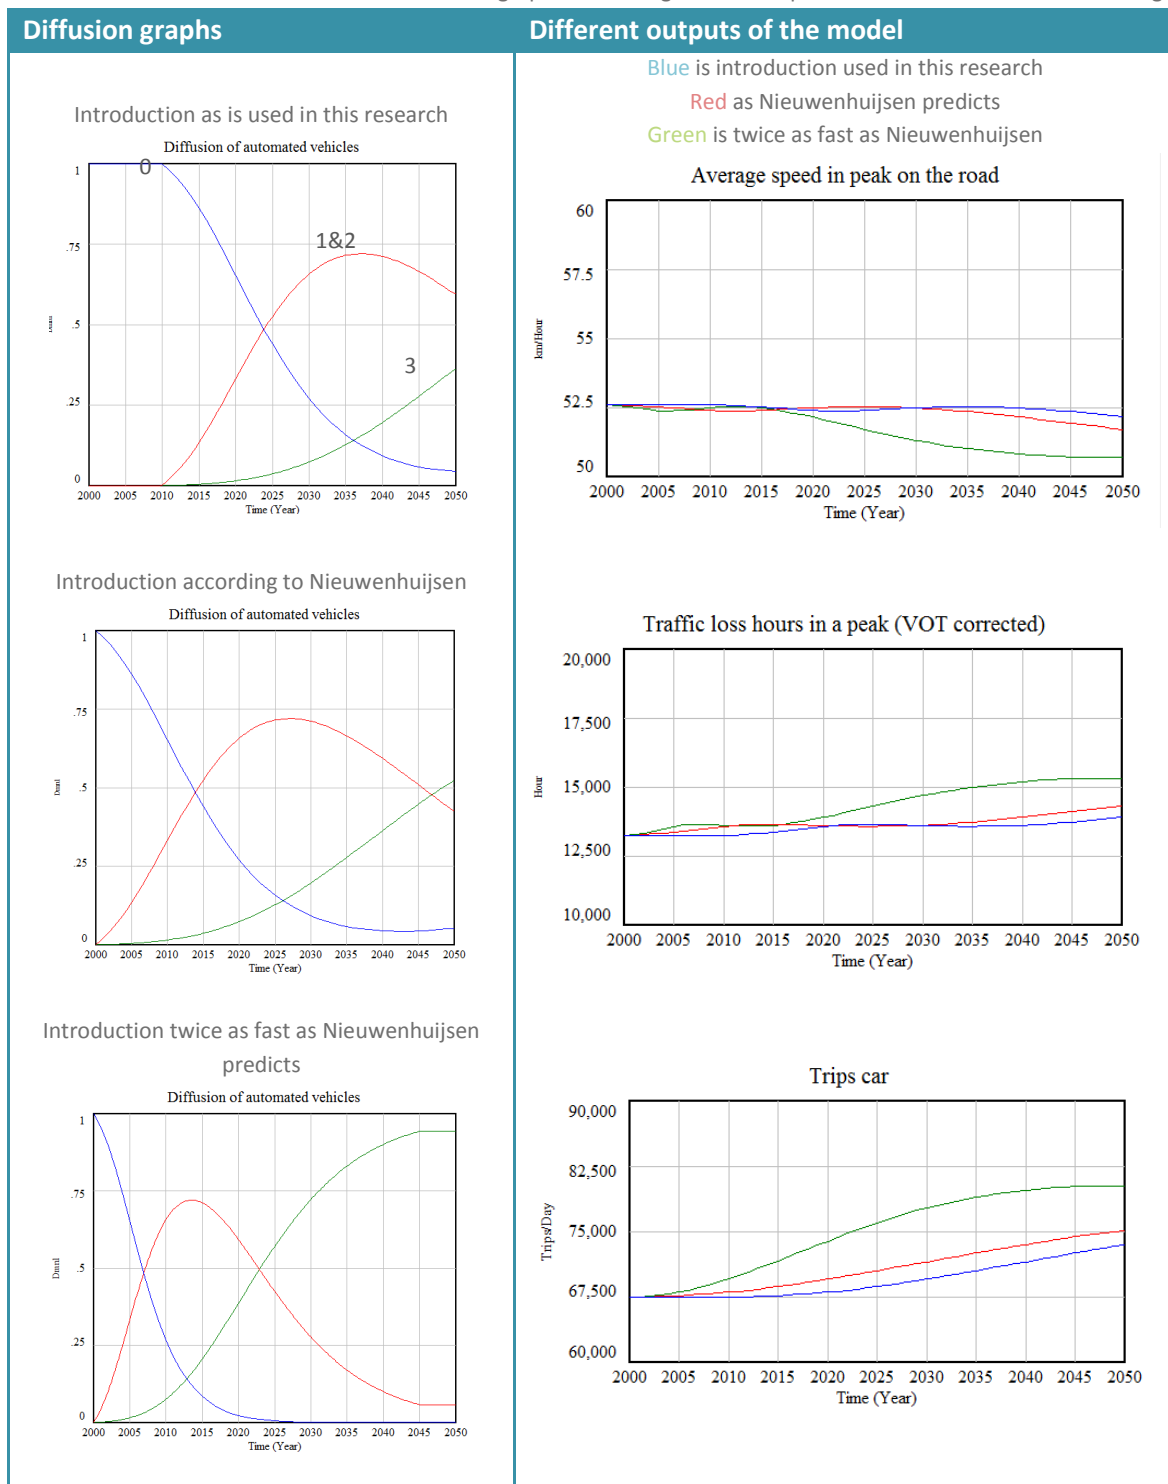 Diffusion graphs
Different outputs of the model
Introduction as is used in this research
Diffusion of automated vehicles
1
.75
.5
.25
0
0
1&2
3
2000 2005 2010 2015 2020 2025 2030 2035 2040 2045 2050
Time (Year)
Introduction according to Nieuwenhuijsen
Diffusion of automated vehicles
1
.75
.5
.25
0
Dmnl
2000 2005 2010 2015 2020 2025 2030 2035 2040 2045 2050
Time (Year)
Introduction twice as fast as Nieuwenhuijsen
predicts
Diffusion of automated vehicles
1
.75
.5
.25
0
Dmnl
2000 2005 2010 2015 2020 2025 2030 2035 2040 2045 2050
Time (Year)
Blue is introduction used in this research
Red as Nieuwenhuijsen predicts
Green is twice as fast as Nieuwenhuijsen
Average speed in peak on the road
60
57.5
55
52.5
50
km/Hour
2000 2005 2010 2015 2020 2025 2030 2035 2040 2045 2050
Time (Year)
Traffic loss hours in a peak (VOT corrected)
20,000
17,500
15,000
12,500
10,000
Hour
2000 2005 2010 2015 2020 2025 2030 2035 2040 2045 2050
Time (Year)
Trips car
90,000
82,500
75,000
67,500
60,000
Trips/Day
2000 2005 2010 2015 2020 2025 2030 2035 2040 2045 2050
Time (Year)